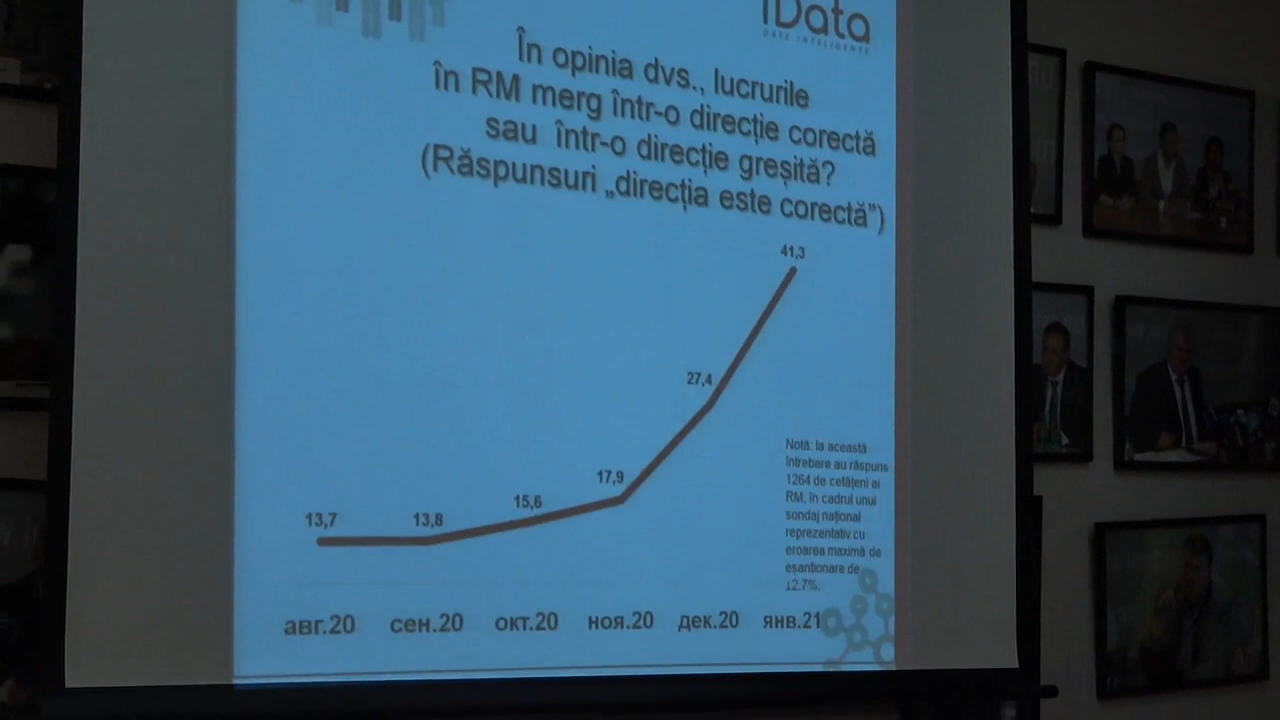 iData
DATE INTELIGENTE
În opinia dvs., lucrurile
în RM merg într-o direcție corectă
sau într-o direcție greșită?
(Răspunsuri „direcția este corectă”)
41,3
27,4
17,9
15,6
13,8
13,7
Notă: la această
întrebare au răspuns
1264 de cetățeni ai
RM, în cadrul unui
sondaj național
reprezentativ cu
eroarea maximă de
eșantionare de
±2.7%.
авг.20 сен.20 окт.20 ноя.20 дек.20 янв.21